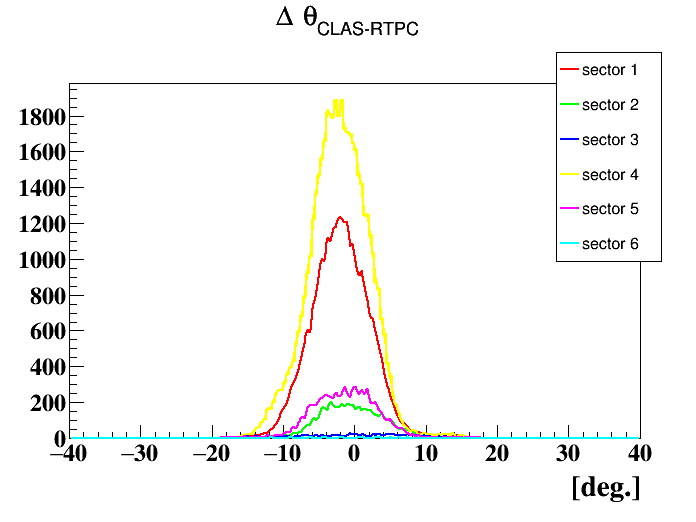 Δ θCLAS-RTPC
sector 1
sector 2
sector 3
sector 4
sector 5
sector 6
1800
1600
1400
1200
1000
800
600
400
200
0
−40 −30 −20 −10 0 10 20 30 40
[deg.]